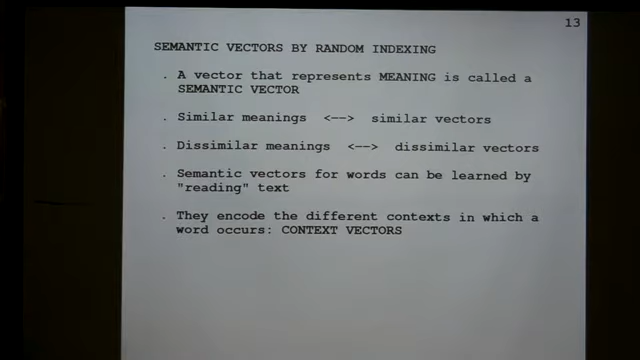 13
SEMANTIC VECTORS BY RANDOM INDEXING
. A vector that represents MEANING is called a
SEMANTIC VECTOR
. Similar meanings <--> similar vectors
. Dissimilar meanings <--> dissimilar vectors
. Semantic vectors for words can be learned by
"reading" text
. They encode the different contexts in which a
word occurs: CONTEXT VECTORS